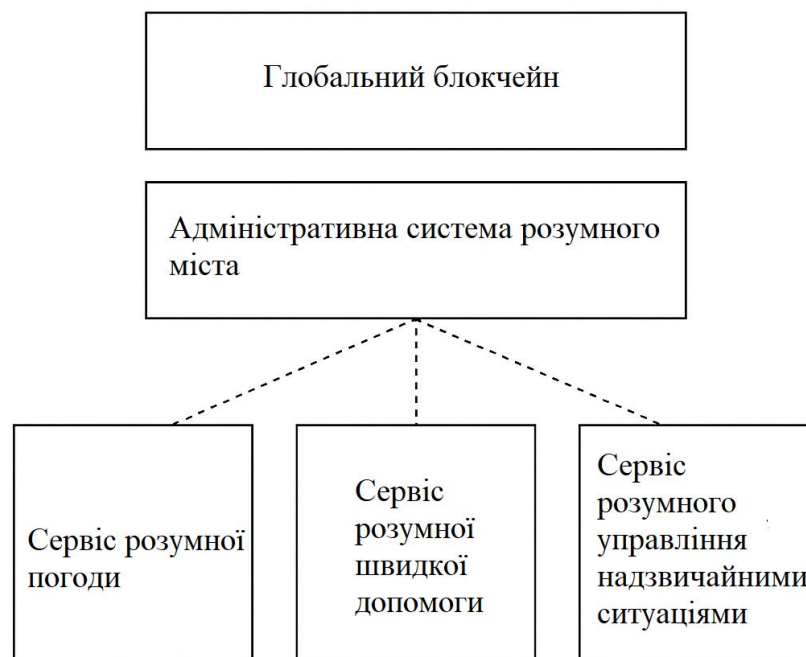 Глобальний блокчейн
Адміністративна система розумного
міста
Сервіс розумної
погоди
Сервіс
розумної
швидкої
допомоги
Сервіс
розумного
управління
надзвичайними
ситуаціями